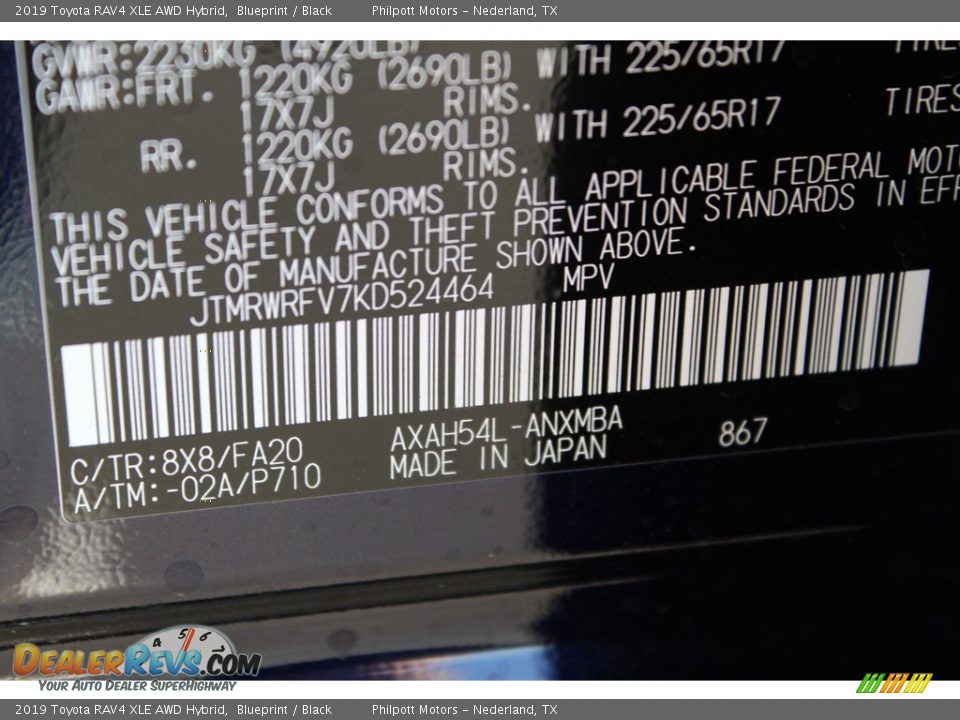 2019 Toyota RAV4 XLE AWD Hybrid, Blueprint / Black Philpott Motors – Nederland, TX
GVWR:2230KG (4920LB)
GAWR:FRT. 1220KG (2690LB) WITH 225/65R17 TIRES
17X7J RIMS.
RR. 1220KG (2690LB) WITH 225/65R17 TIRES
17X7J RIMS.
THIS VEHICLE CONFORMS TO ALL APPLICABLE FEDERAL MOTO
VEHICLE SAFETY AND THEFT PREVENTION STANDARDS IN EFF
THE DATE OF MANUFACTURE SHOWN ABOVE.
JTMRWRFV7KD524464 MPV
C/TR:8X8/FA20 AXAH54L-ANXMBA 867
A/TM:-02A/P710 MADE IN JAPAN
4 5 6
DealerRevs.com
Your Auto Dealer SuperHighway
2019 Toyota RAV4 XLE AWD Hybrid, Blueprint / Black Philpott Motors – Nederland, TX